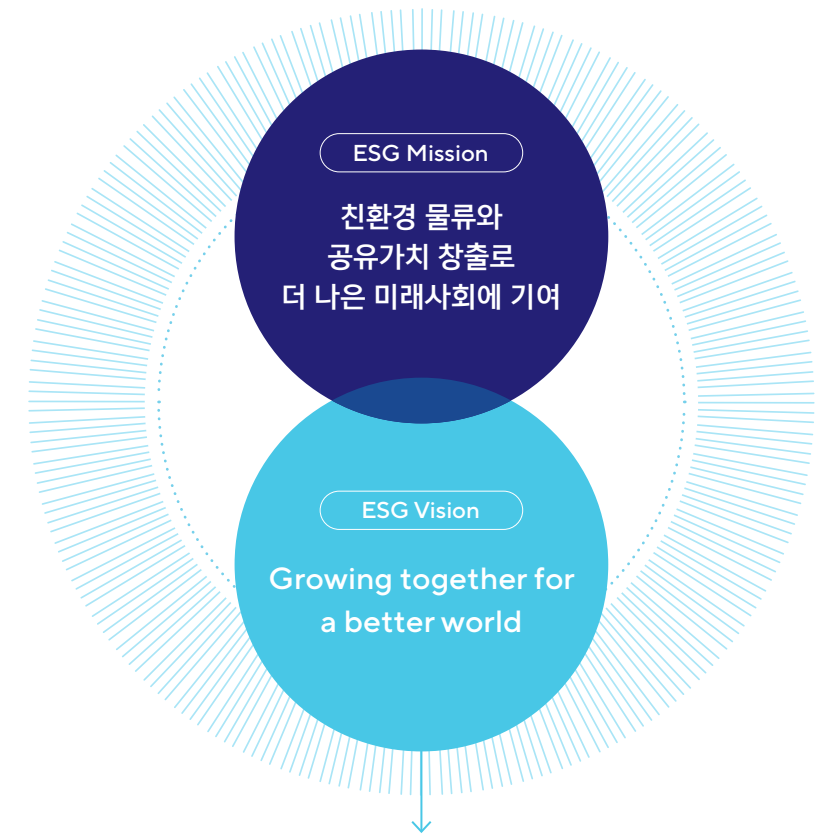 ESG Mission
친환경 물류와
공유가치 창출로
더 나은 미래사회에 기여
ESG Vision
Growing together for
a better world